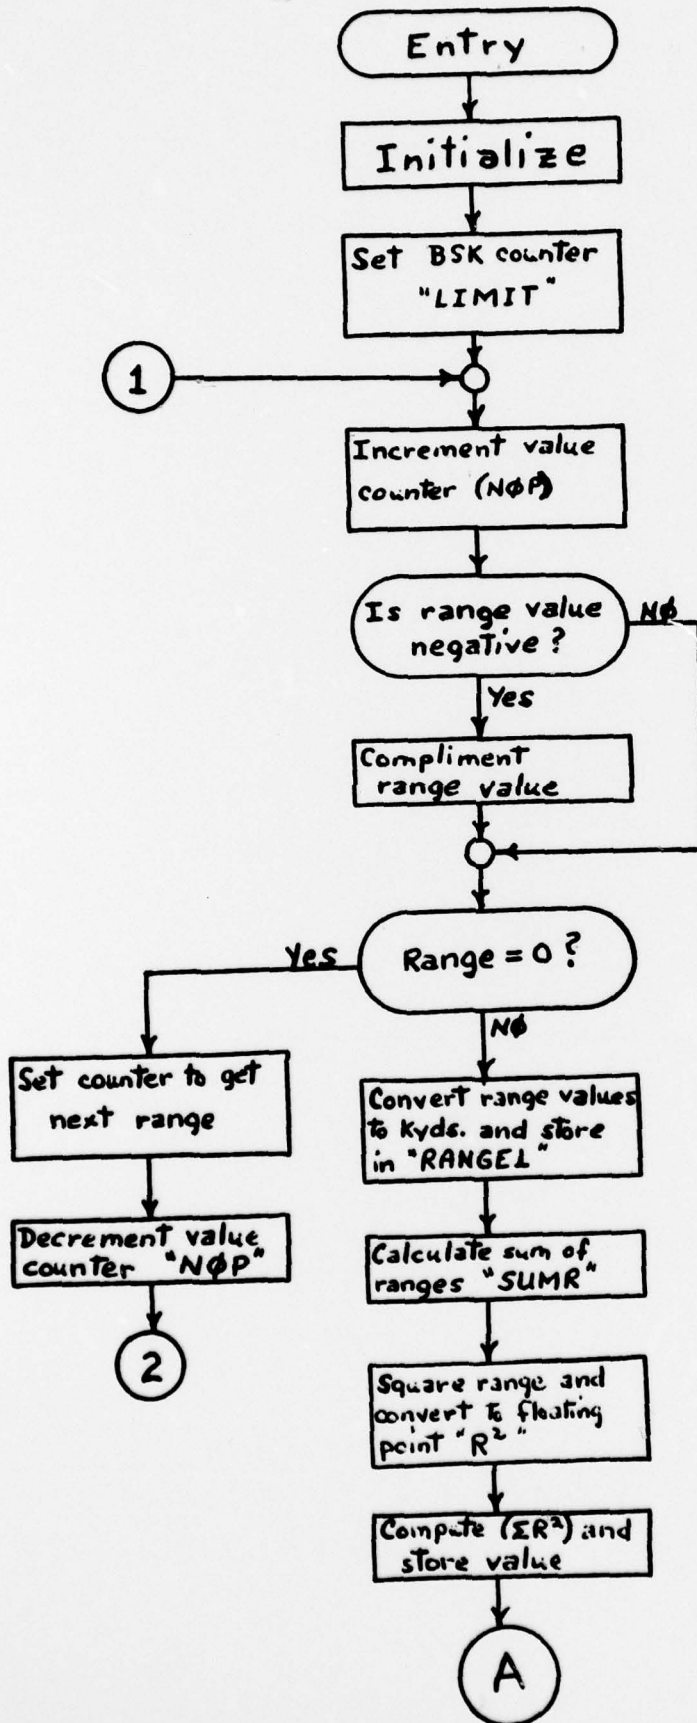 Entry
Initialize
Set BSK counter
"LIMIT"
1
Increment value
counter (NØP)
Is range value
negative?
NØ
Yes
Compliment
range value
Range = 0?
Yes
NØ
Set counter to get
next range
Decrement value
counter "NØP"
2
Convert range values
to Kyds. and store
in "RANGE1"
Calculate sum of
ranges "SUMR"
Square range and
convert to floating
point "R²"
Compute (ΣR²) and
store value
A